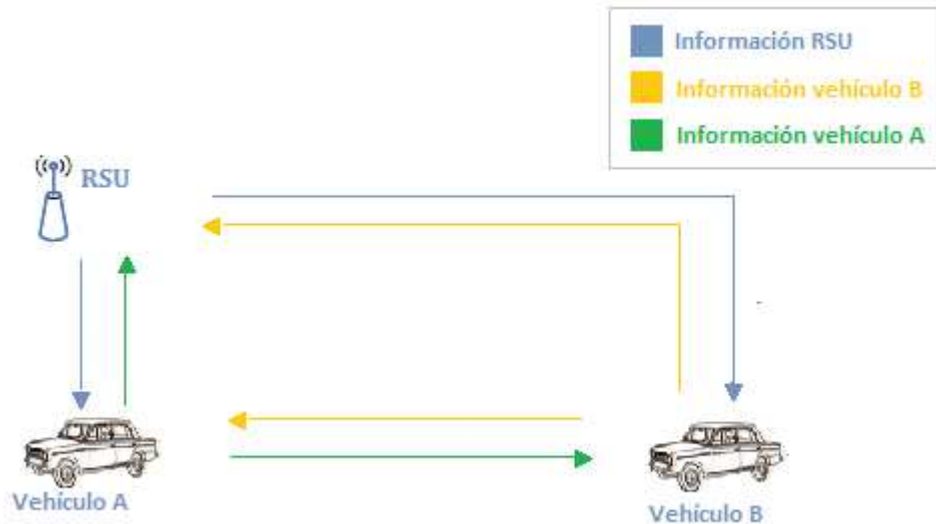 Información RSU
Información vehículo B
Información vehículo A
RSU
Vehículo A
Vehículo B